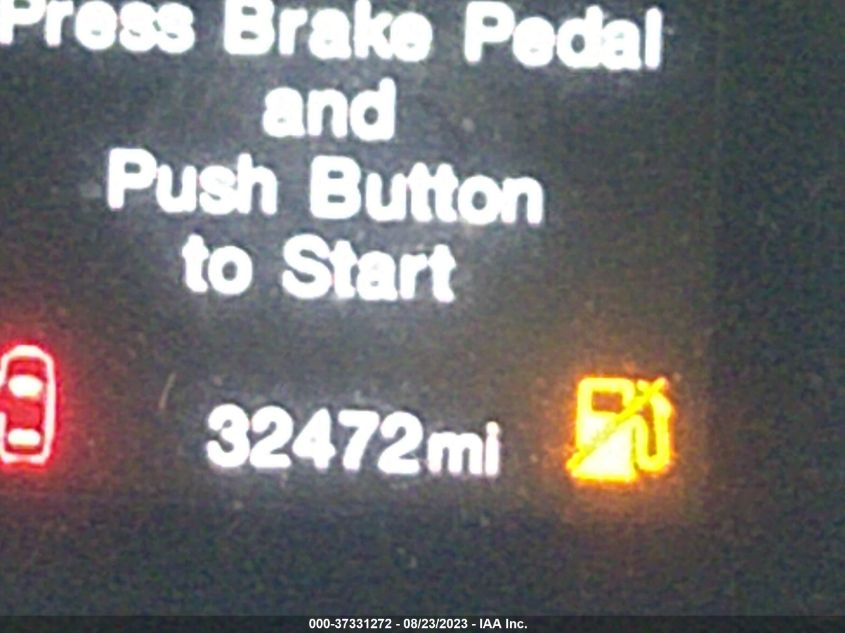 Press Brake Pedal
and
Push Button
to Start
32472mi
000-37331272 - 08/23/2023 - IAA Inc.